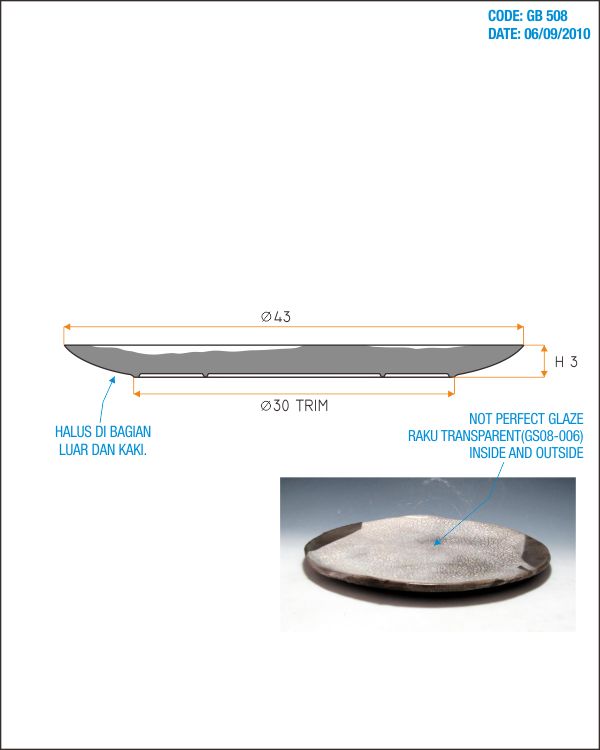 CODE: GB 508
DATE: 06/09/2010
Ø43
H 3
Ø30 TRIM
HALUS DI BAGIAN
LUAR DAN KAKI.
NOT PERFECT GLAZE
RAKU TRANSPARENT(GS08-006)
INSIDE AND OUTSIDE